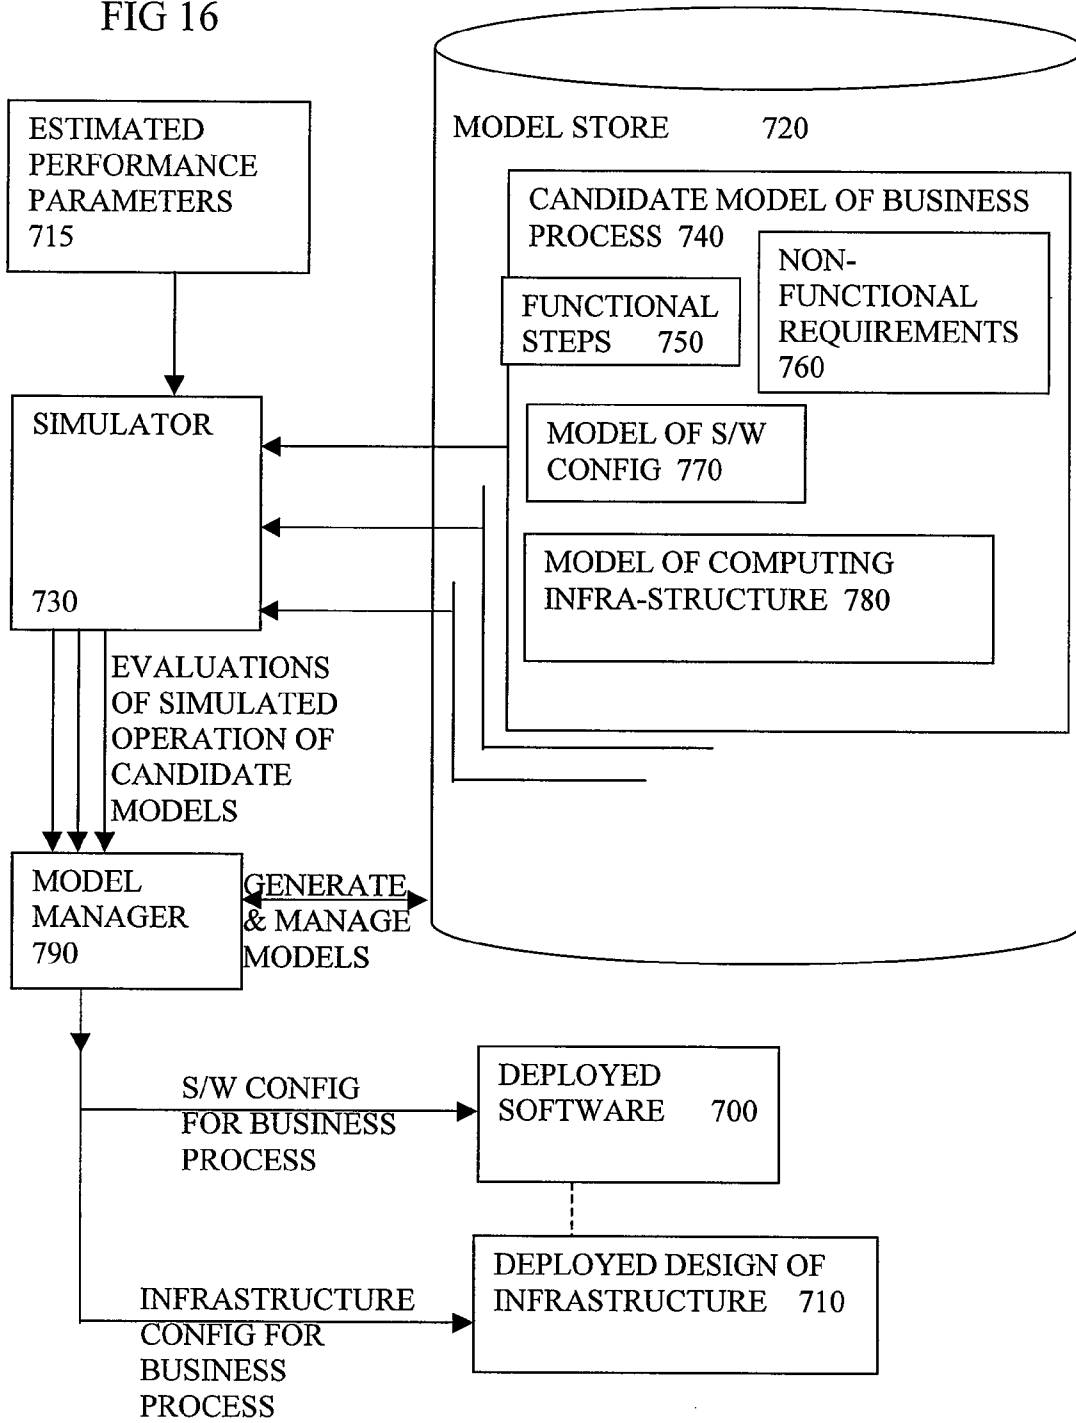 FIG 16
ESTIMATED
PERFORMANCE
PARAMETERS
715
MODEL STORE 720
CANDIDATE MODEL OF BUSINESS
PROCESS 740
NON-
FUNCTIONAL
REQUIREMENTS
760
FUNCTIONAL
STEPS 750
SIMULATOR
730
MODEL OF S/W
CONFIG 770
MODEL OF COMPUTING
INFRA-STRUCTURE 780
EVALUATIONS
OF SIMULATED
OPERATION OF
CANDIDATE
MODELS
MODEL
MANAGER
790
GENERATE
& MANAGE
MODELS
S/W CONFIG
FOR BUSINESS
PROCESS
DEPLOYED
SOFTWARE 700
INFRASTRUCTURE
CONFIG FOR
BUSINESS
PROCESS
DEPLOYED DESIGN OF
INFRASTRUCTURE 710